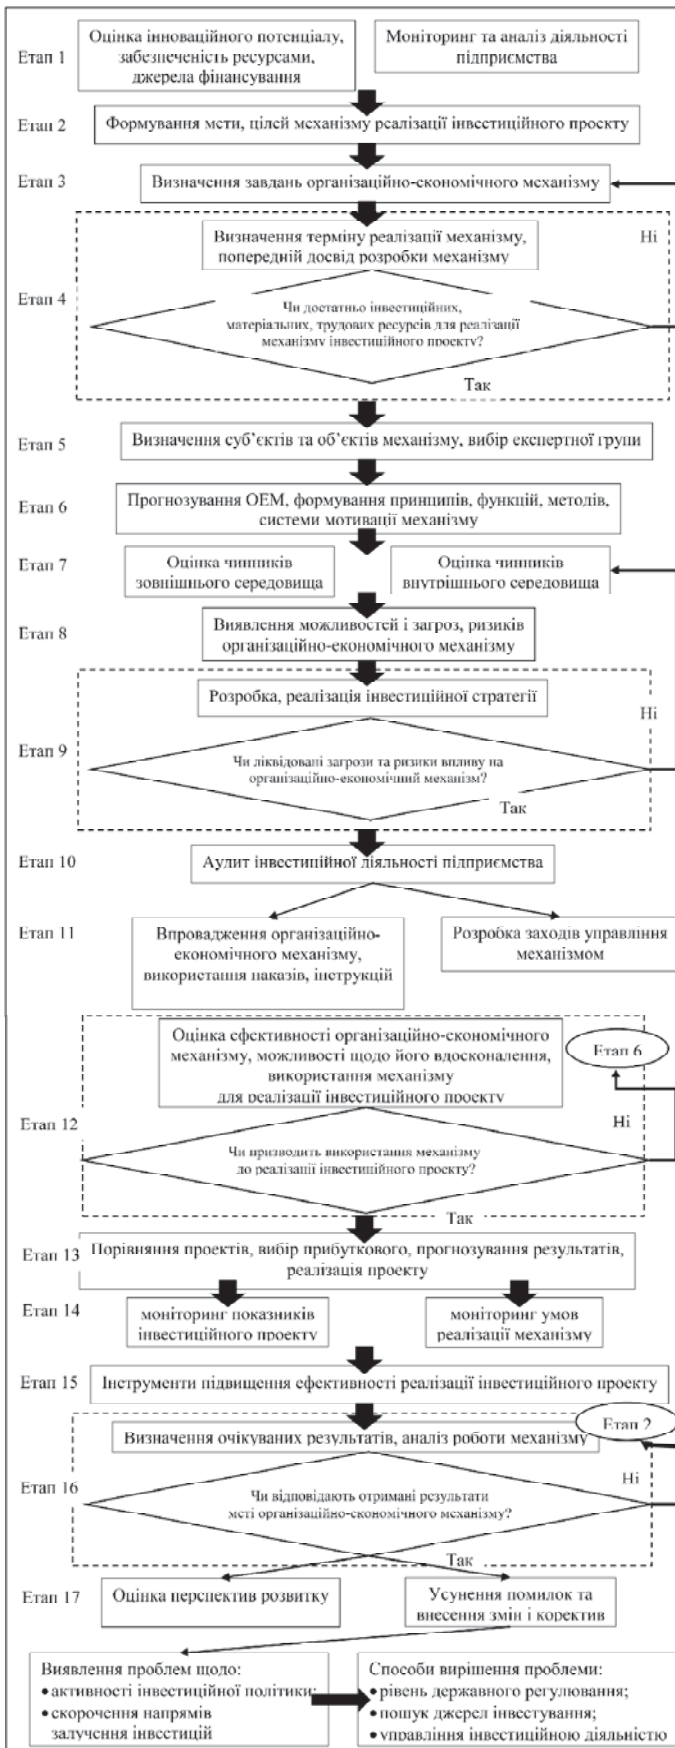 Етап 1
Оцінка інноваційного потенціалу,
забезпеченість ресурсами,
джерела фінансування
Моніторинг та аналіз діяльності
підприємства
Етап 2
Формування мети, цілей механізму реалізації інвестиційного проекту
Етап 3
Визначення завдань організаційно-економічного механізму
Етап 4
Визначення терміну реалізації механізму,
попередній досвід розробки механізму
Ні
Чи достатньо інвестиційних,
матеріальних, трудових ресурсів для реалізації
механізму інвестиційного проекту?
Так
Етап 5
Визначення суб’єктів та об’єктів механізму, вибір експертної групи
Етап 6
Прогнозування ОЕМ, формування принципів, функцій, методів,
системи мотивації механізму
Етап 7
Оцінка чинників
зовнішнього середовища
Оцінка чинників
внутрішнього середовища
Етап 8
Виявлення можливостей і загроз, ризиків
організаційно-економічного механізму
Етап 9
Розробка, реалізація інвестиційної стратегії
Ні
Чи ліквідовані загрози та ризики впливу на
організаційно-економічний механізм?
Так
Етап 10
Аудит інвестиційної діяльності підприємства
Етап 11
Впровадження організаційно-
економічного механізму,
використання наказів, інструкцій
Розробка заходів управління
механізмом
Етап 12
Оцінка ефективності організаційно-економічного
механізму, можливості щодо його вдосконалення,
використання механізму
для реалізації інвестиційного проекту
Етап 6
Ні
Чи призводить використання механізму
до реалізації інвестиційного проекту?
Так
Етап 13
Порівняння проектів, вибір прибуткового, прогнозування результатів,
реалізація проекту
Етап 14
моніторинг показників
інвестиційного проекту
моніторинг умов
реалізації механізму
Етап 15
Інструменти підвищення ефективності реалізації інвестиційного проекту
Етап 16
Визначення очікуваних результатів, аналіз роботи механізму
Етап 2
Ні
Чи відповідають отримані результати
меті організаційно-економічного механізму?
Так
Етап 17
Оцінка перспектив розвитку
Усунення помилок та
внесення змін і коректив
Виявлення проблем щодо:
• активності інвестиційної політики;
• скорочення напрямів
залучення інвестицій
Способи вирішення проблеми:
• рівень державного регулювання;
• пошук джерел інвестування;
• управління інвестиційною діяльністю